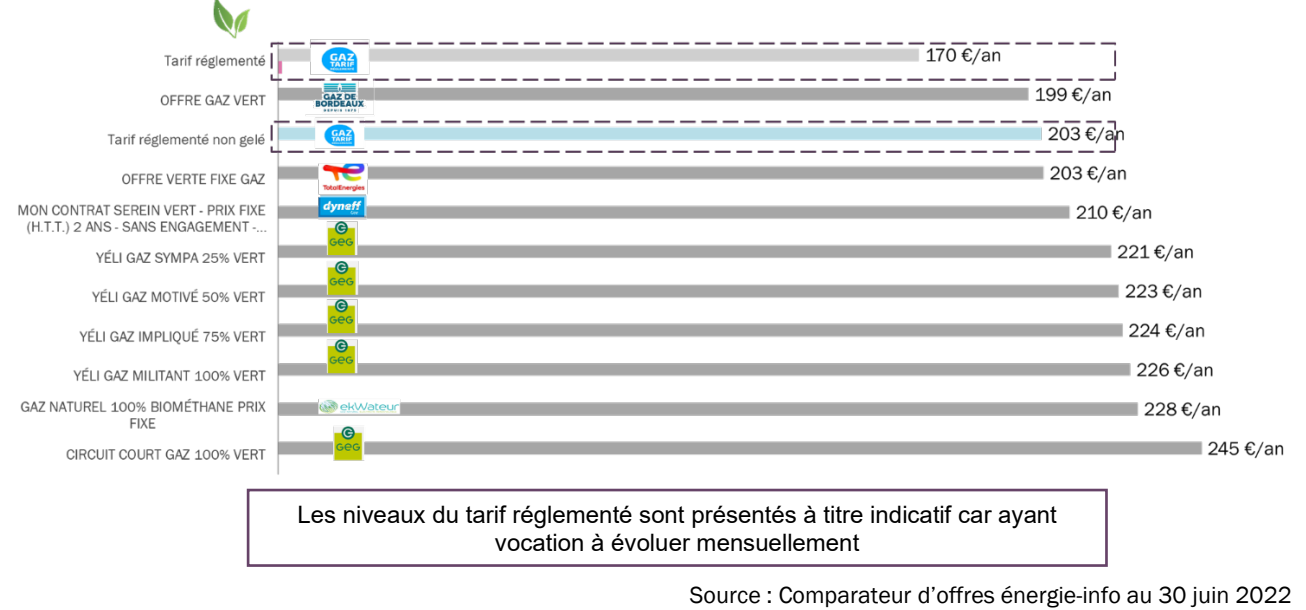 Tarif réglementé
GAZ
TARIF
170 €/an
OFFRE GAZ VERT
GAZ DE
BORDEAUX
199 €/an
Tarif réglementé non gelé
GAZ
TARIF
203 €/an
OFFRE VERTE FIXE GAZ
TotalEnergies
203 €/an
MON CONTRAT SEREIN VERT - PRIX FIXE
(H.T.T.) 2 ANS - SANS ENGAGEMENT -...
dyneff
210 €/an
YÉLI GAZ SYMPA 25% VERT
GEG
221 €/an
YÉLI GAZ MOTIVÉ 50% VERT
GEG
223 €/an
YÉLI GAZ IMPLIQUÉ 75% VERT
GEG
224 €/an
YÉLI GAZ MILITANT 100% VERT
GEG
226 €/an
GAZ NATUREL 100% BIOMÉTHANE PRIX
FIXE
ekWateur
228 €/an
CIRCUIT COURT GAZ 100% VERT
GEG
245 €/an
Les niveaux du tarif réglementé sont présentés à titre indicatif car ayant
vocation à évoluer mensuellement
Source : Comparateur d'offres énergie-info au 30 juin 2022